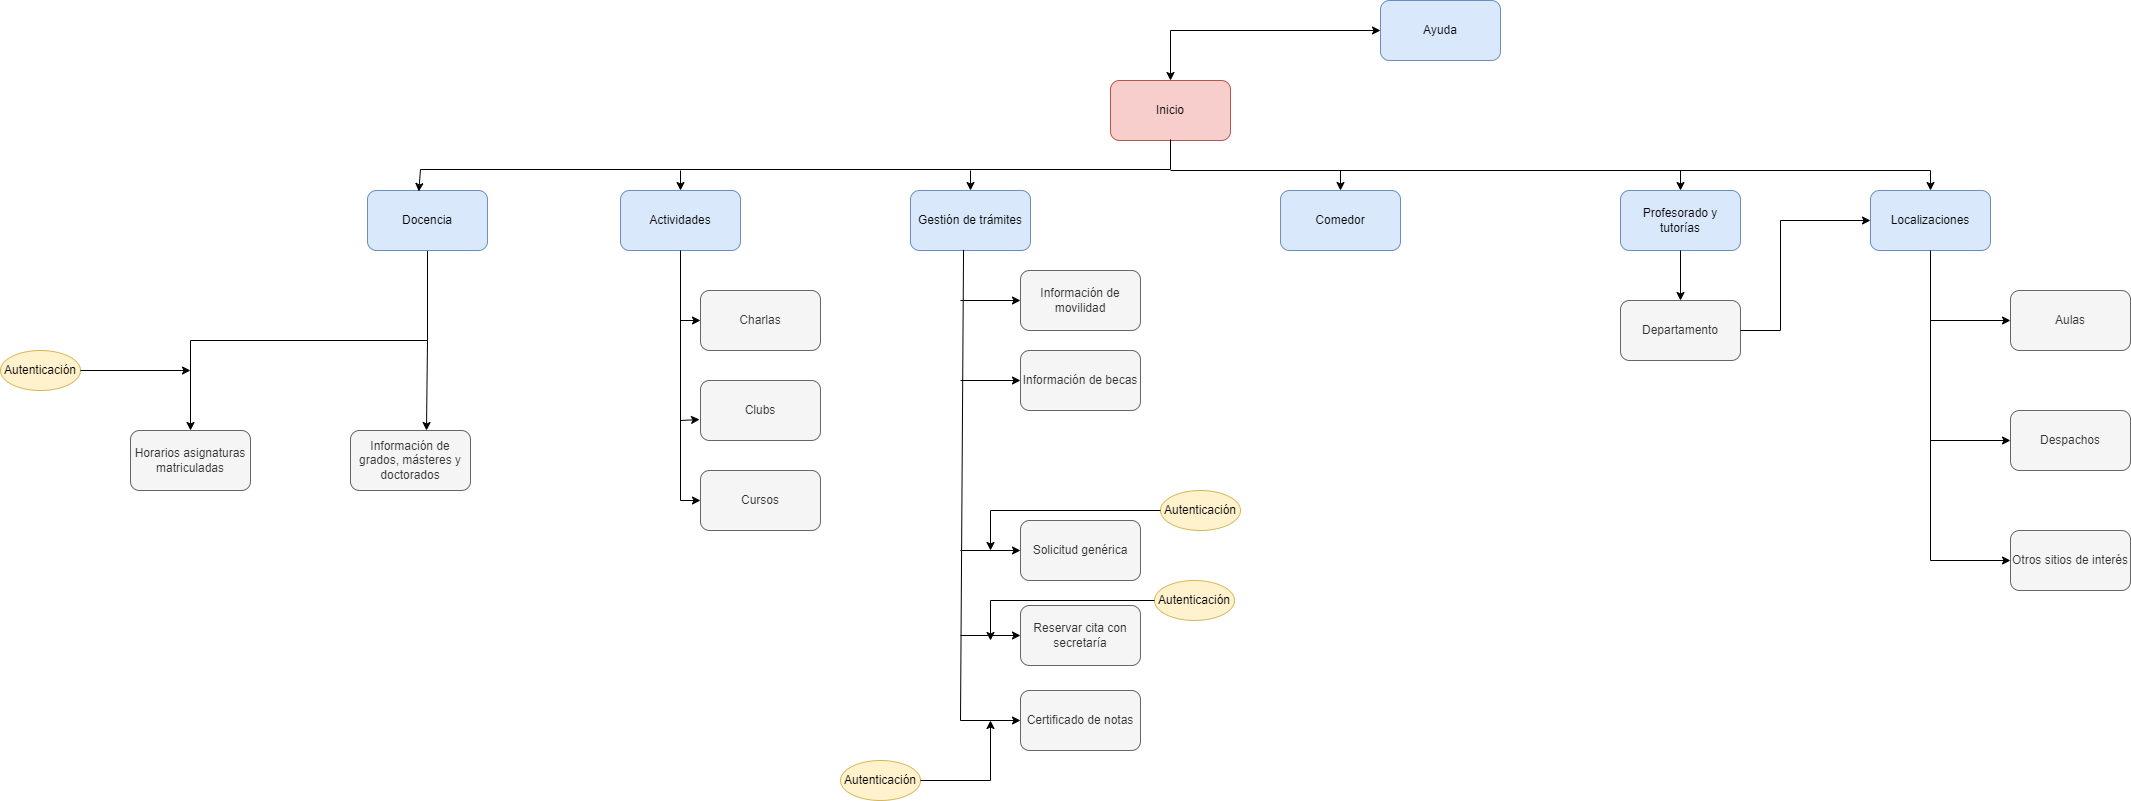 Ayuda
Inicio
Docencia
Actividades
Gestión de trámites
Comedor
Profesorado y
tutorías
Localizaciones
Información de
movilidad
Charlas
Departamento
Aulas
Autenticación
Información de becas
Clubs
Despachos
Horarios asignaturas
matriculadas
Información de
grados, másteres y
doctorados
Cursos
Autenticación
Solicitud genérica
Otros sitios de interés
Autenticación
Reservar cita con
secretaría
Certificado de notas
Autenticación